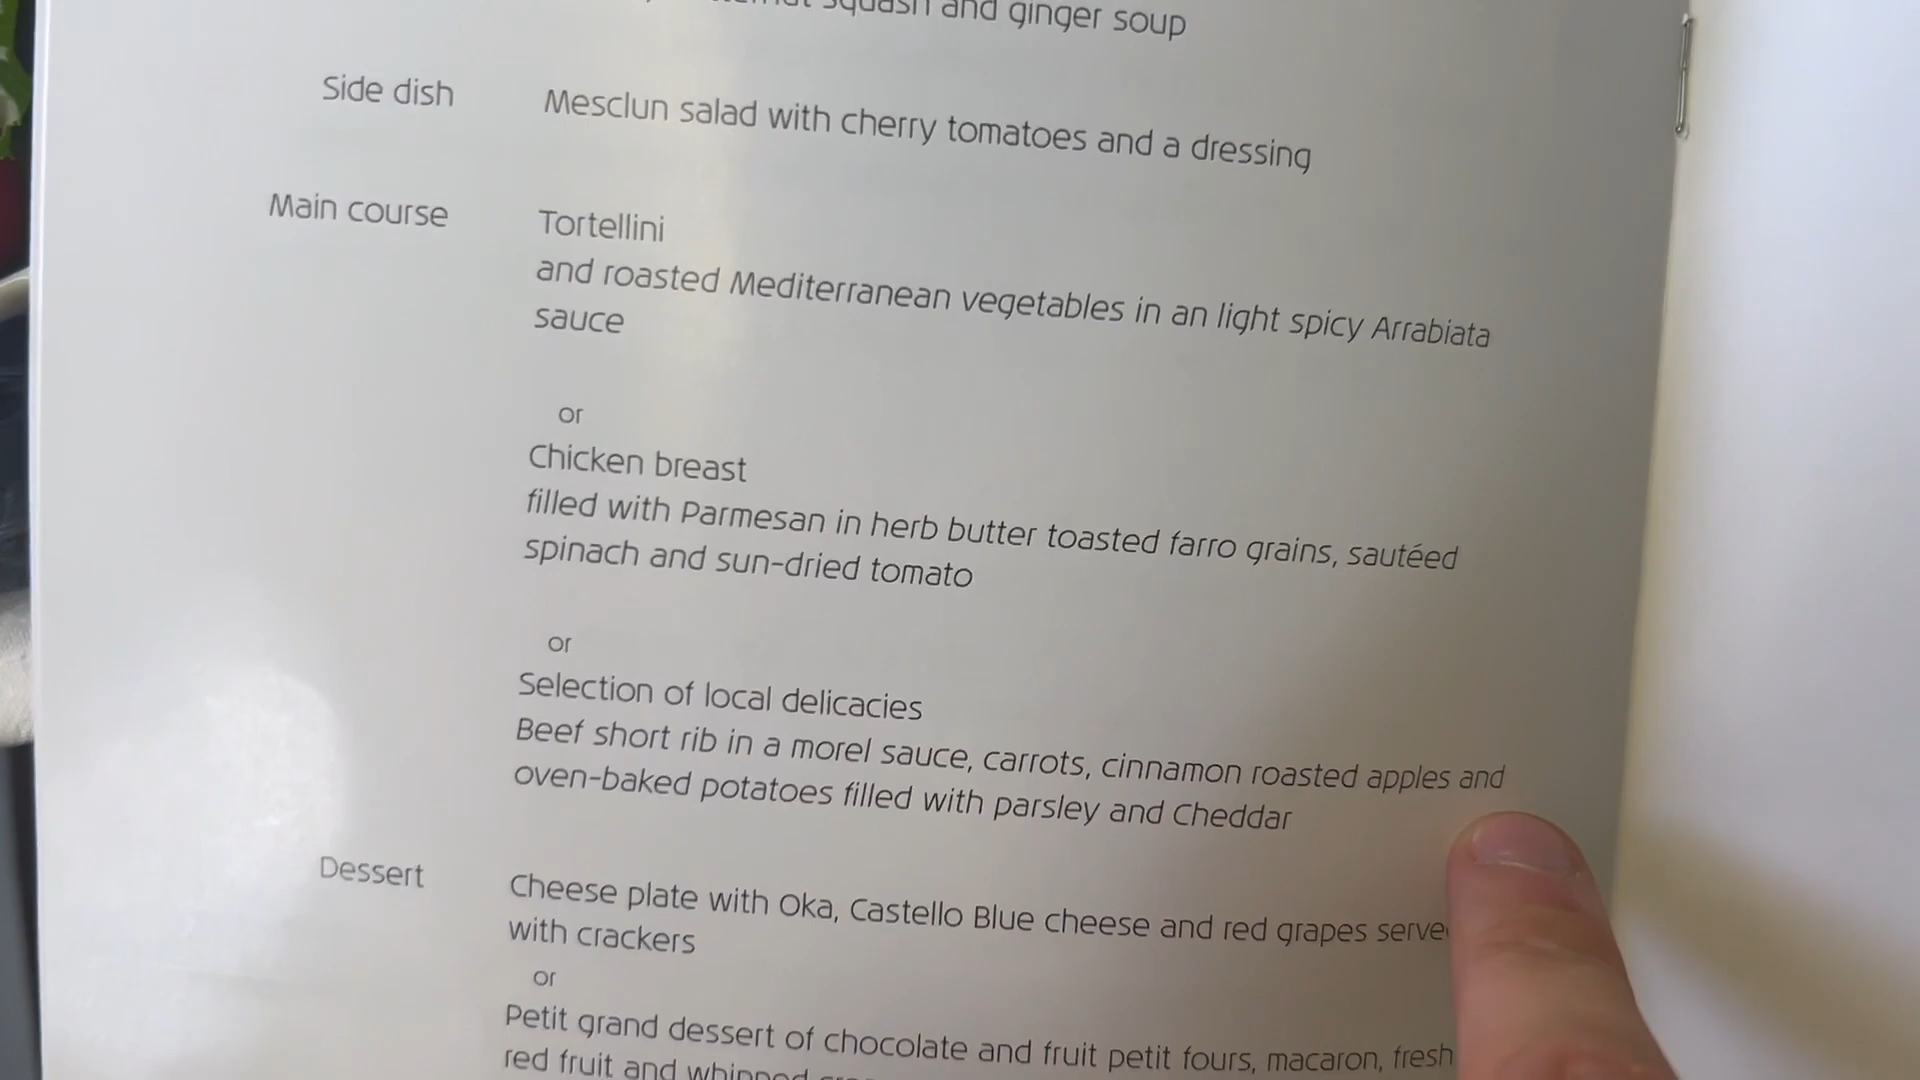 squash and ginger soup
Side dish
Mesclun salad with cherry tomatoes and a dressing
Main course
Tortellini
and roasted Mediterranean vegetables in an light spicy Arrabiata
sauce
or
Chicken breast
filled with Parmesan in herb butter toasted farro grains, sautéed
spinach and sun-dried tomato
or
Selection of local delicacies
Beef short rib in a morel sauce, carrots, cinnamon roasted apples and
oven-baked potatoes filled with parsley and Cheddar
Dessert
Cheese plate with Oka, Castello Blue cheese and red grapes
with crackers
or
Petit grand dessert of chocolate and fruit petit fours, macaron, fresh
red fruit and whipped